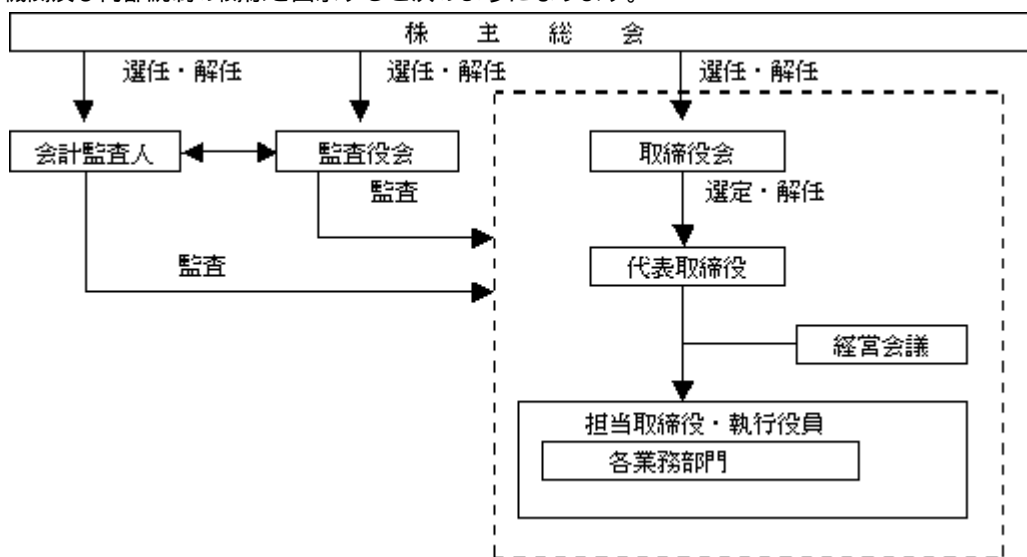 株主総会
選任・解任
選任・解任
選任・解任
会計監査人
監査役会
取締役会
監査
選定・解任
監査
代表取締役
経営会議
担当取締役・執行役員
各業務部門